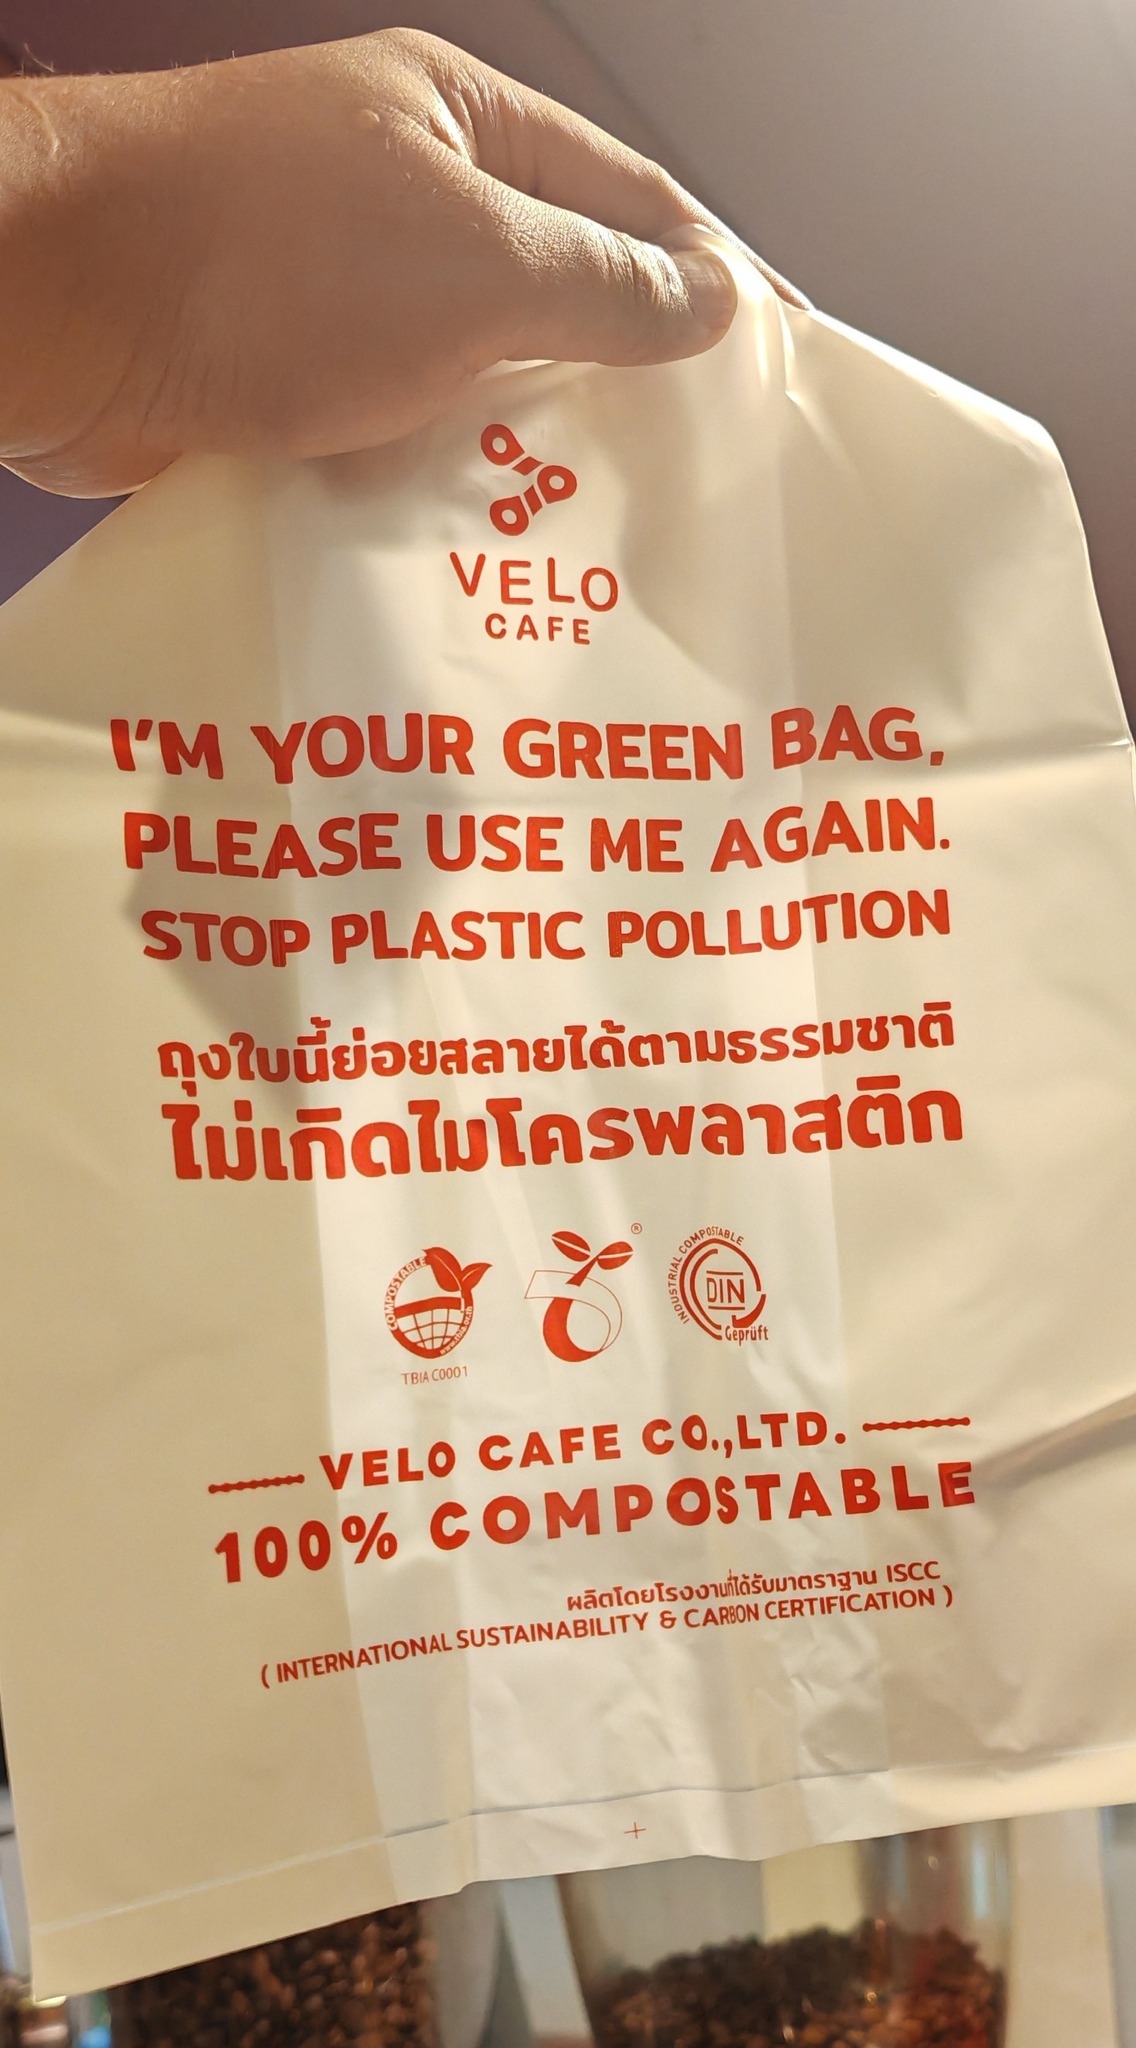 VELO
CAFE
I'M YOUR GREEN BAG,
PLEASE USE ME AGAIN.
STOP PLASTIC POLLUTION
ถุงใบนี้ย่อยสลายได้ตามธรรมชาติ
ไม่เกิดไมโครพลาสติก
COMPOSTABLE
TBIA C0001
®
INDUSTRIAL COMPOSTABLE
DIN
Geprüft
VELO CAFE CO.,LTD.
100% COMPOSTABLE
ผลิตโดยโรงงานที่ได้รับมาตราฐาน ISCC
( INTERNATIONAL SUSTAINABILITY & CARBON CERTIFICATION )